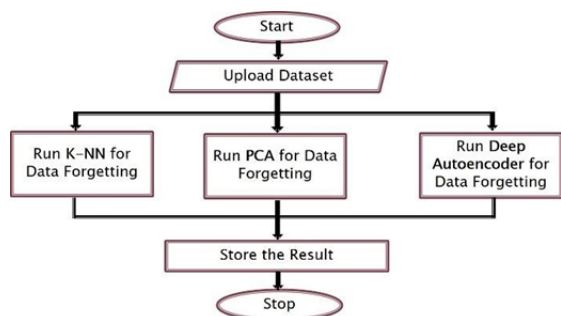 Start
Upload Dataset
Run K-NN for
Data Forgetting
Run PCA for Data
Forgetting
Run Deep
Autoencoder for
Data Forgetting
Store the Result
Stop